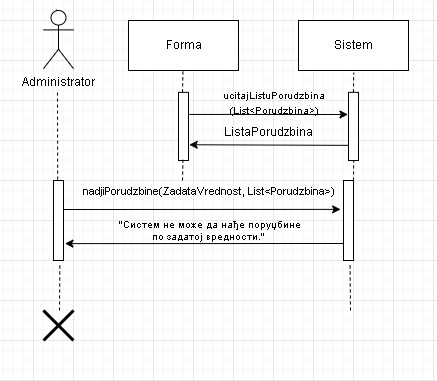 Forma
Sistem
Administrator
ucitajListuPorudzbina
(List<Porudzbina>)
ListaPorudzbina
nadjiPorudzbine(ZadataVrednost, List<Porudzbina>)
"Систем не може да нађе поруџбине
по задатој вредности."